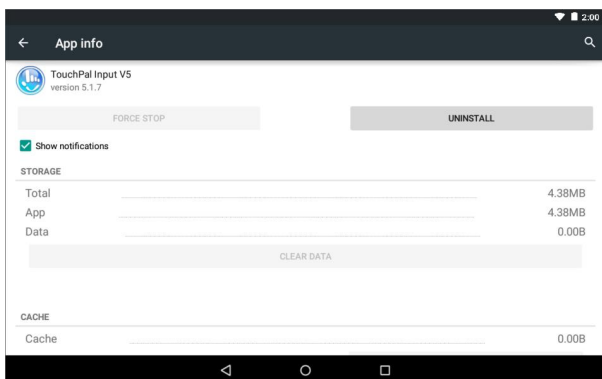 2:00
App info
TouchPal Input V5
version 5.1.7
FORCE STOP UNINSTALL
Show notifications
STORAGE
Total 4.38MB
App 4.38MB
Data 0.00B
CLEAR DATA
CACHE
Cache 0.00B